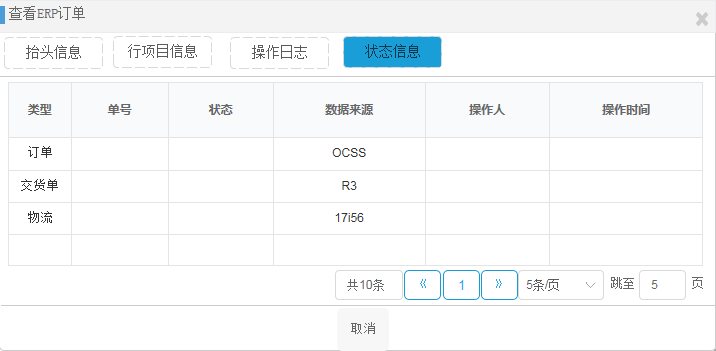 查看ERP订单
抬头信息 行项目信息 操作日志 状态信息
类型 单号 状态 数据来源 操作人 操作时间
订单 OCSS
交货单 R3
物流 17i56
共10条 《 1 》 5条/页 跳至 5 页
取消